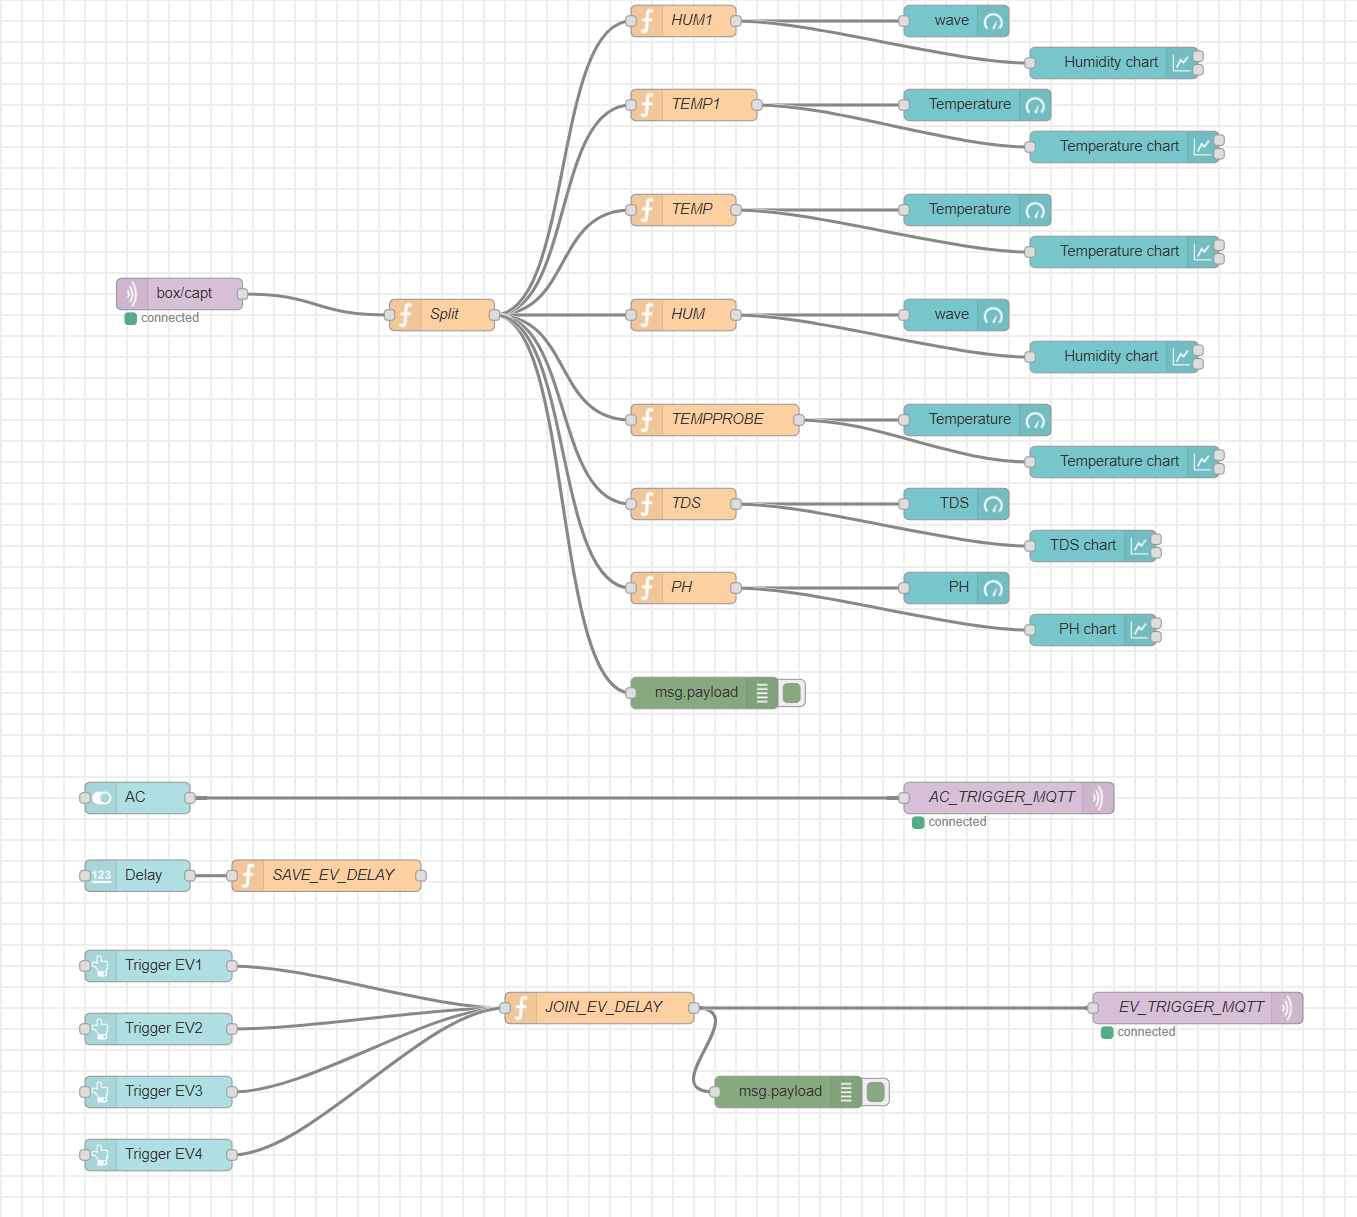 HUM1
wave
Humidity chart
TEMP1
Temperature
Temperature chart
TEMP
Temperature
Temperature chart
box/capt
connected
Split
HUM
wave
Humidity chart
TEMPPROBE
Temperature
Temperature chart
TDS
TDS
TDS chart
PH
PH
PH chart
msg.payload
AC
AC_TRIGGER_MQTT
connected
123
Delay
SAVE_EV_DELAY
Trigger EV1
Trigger EV2
Trigger EV3
Trigger EV4
JOIN_EV_DELAY
EV_TRIGGER_MQTT
connected
msg.payload